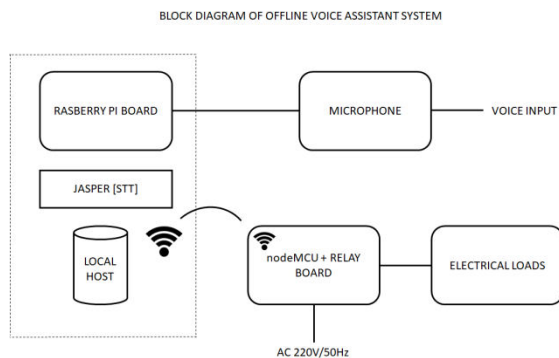 BLOCK DIAGRAM OF OFFLINE VOICE ASSISTANT SYSTEM
RASBERRY PI BOARD
MICROPHONE
VOICE INPUT
JASPER [STT]
LOCAL
HOST
nodeMCU + RELAY
BOARD
ELECTRICAL LOADS
AC 220V/50Hz